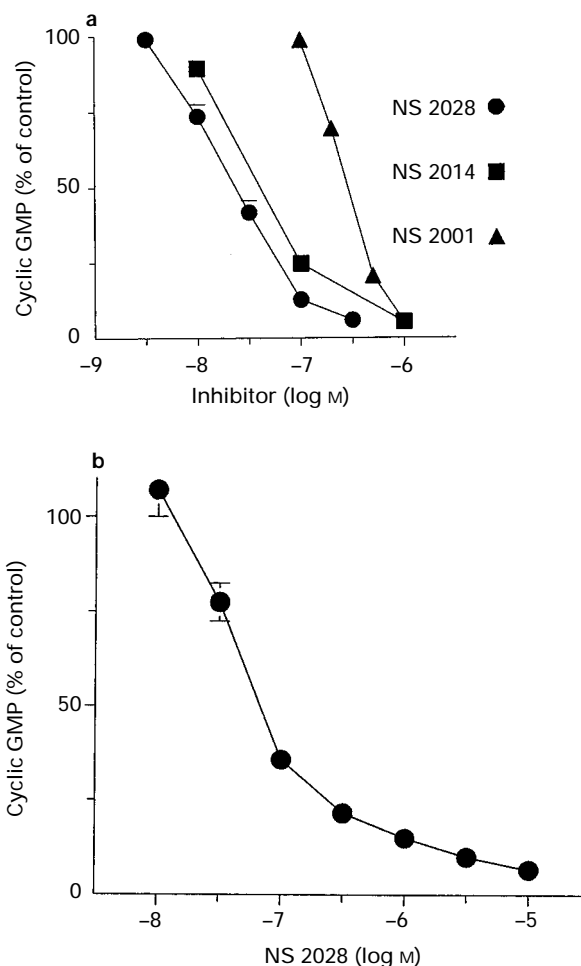 a
100
50
0
Cyclic GMP (% of control)
NS 2028
NS 2014
NS 2001
−9
−8
−7
−6
Inhibitor (log M)
b
100
50
0
Cyclic GMP (% of control)
−8
−7
−6
−5
NS 2028 (log M)